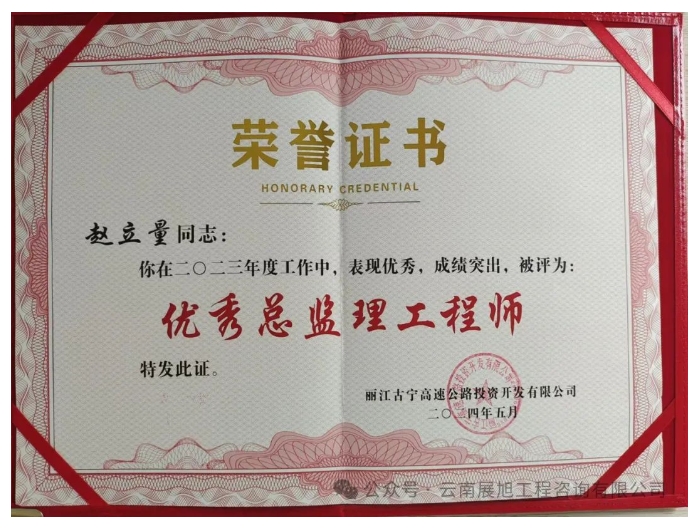 荣誉证书
HONORARY CREDENTIAL
赵立量同志：
你在二〇二三年度工作中，表现优秀，成绩突出，被评为：
优秀总监理工程师
特发此证。
丽江古宁高速公路投资开发有限公司
二〇二四年五月
公众号·云南展旭工程咨询有限公司